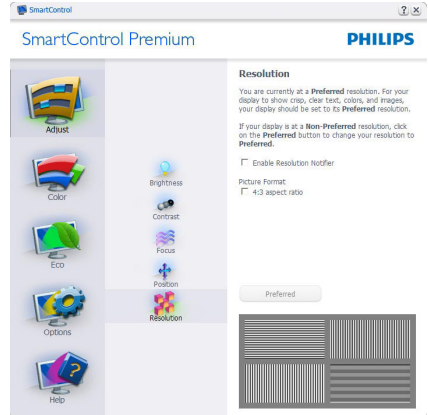 SmartControl
SmartControl Premium
PHILIPS
Adjust
Color
Eco
Options
Help
Brightness
Contrast
Focus
Position
Resolution
Resolution
You are currently at a Preferred resolution. For your
display to show crisp, clear text, colors, and images,
your display should be set to its Preferred resolution.
If your display is at a Non-Preferred resolution, click
on the Preferred button to change your resolution to
Preferred.
Enable Resolution Notifier
Picture Format
4:3 aspect ratio
Preferred